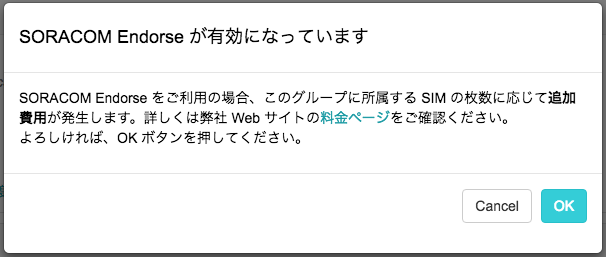 SORACOM Endorse が有効になっています
SORACOM Endorse をご利用の場合、このグループに所属する SIM の枚数に応じて追加
費用が発生します。詳しくは弊社 Web サイトの料金ページをご確認ください。
よろしければ、OK ボタンを押してください。
Cancel
OK